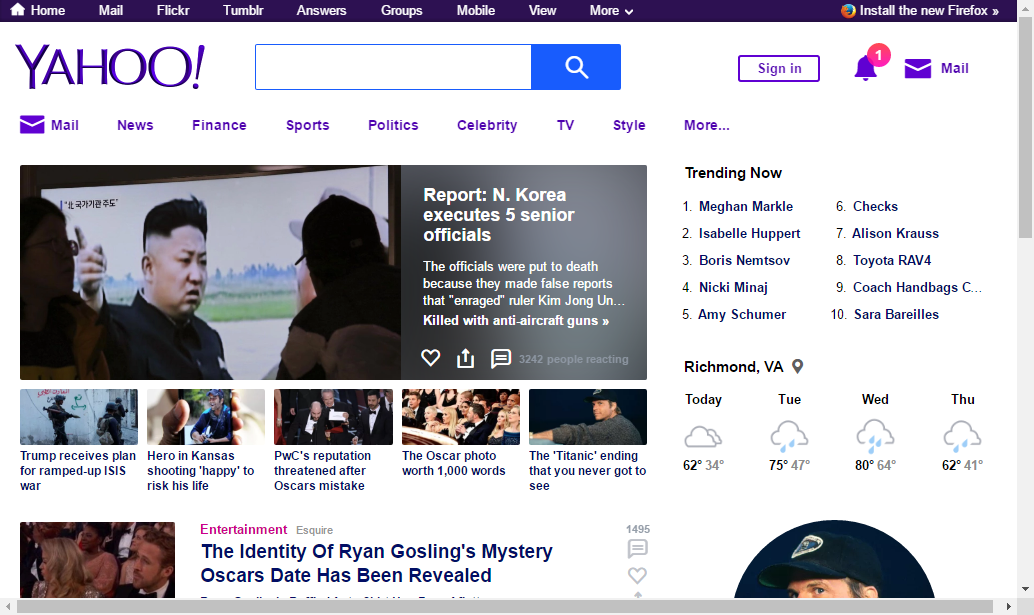 Home Mail Flickr Tumblr Answers Groups Mobile View More Install the new Firefox »
YAHOO!
Sign in
1
Mail
Mail News Finance Sports Politics Celebrity TV Style More...
"北 국가기관 주도"
Report: N. Korea
executes 5 senior
officials
The officials were put to death
because they made false reports
that "enraged" ruler Kim Jong Un...
Killed with anti-aircraft guns »
3242 people reacting
Trump receives plan
for ramped-up ISIS
war
Hero in Kansas
shooting 'happy' to
risk his life
PwC's reputation
threatened after
Oscars mistake
The Oscar photo
worth 1,000 words
The 'Titanic' ending
that you never got to
see
Entertainment Esquire
The Identity Of Ryan Gosling's Mystery
Oscars Date Has Been Revealed
1495
Trending Now
1. Meghan Markle
2. Isabelle Huppert
3. Boris Nemtsov
4. Nicki Minaj
5. Amy Schumer
6. Checks
7. Alison Krauss
8. Toyota RAV4
9. Coach Handbags C...
10. Sara Bareilles
Richmond, VA
Today Tue Wed Thu
62° 34° 75° 47° 80° 64° 62° 41°